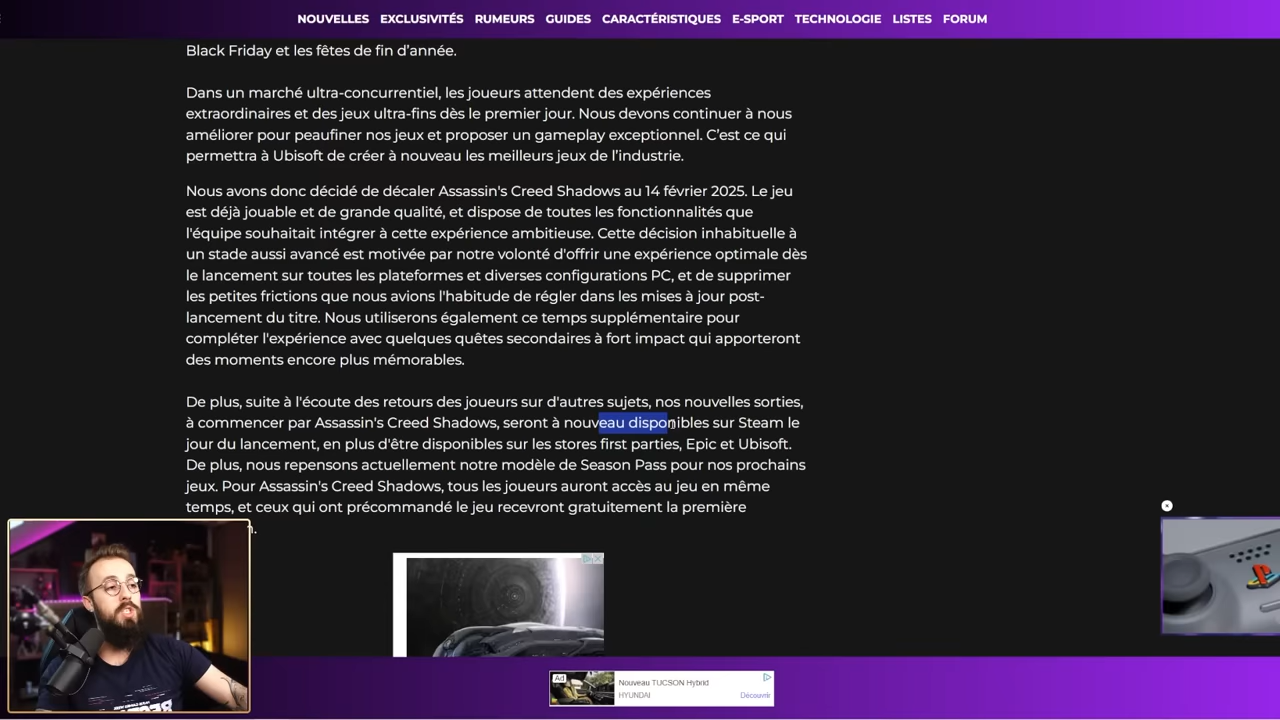 NOUVELLES EXCLUSIVITÉS RUMEURS GUIDES CARACTÉRISTIQUES E-SPORT TECHNOLOGIE LISTES FORUM
Black Friday et les fêtes de fin d'année.
Dans un marché ultra-concurrentiel, les joueurs attendent des expériences
extraordinaires et des jeux ultra-fins dès le premier jour. Nous devons continuer à nous
améliorer pour peaufiner nos jeux et proposer un gameplay exceptionnel. C'est ce qui
permettra à Ubisoft de créer à nouveau les meilleurs jeux de l'industrie.
Nous avons donc décidé de décaler Assassin's Creed Shadows au 14 février 2025. Le jeu
est déjà jouable et de grande qualité, et dispose de toutes les fonctionnalités que
l'équipe souhaitait intégrer à cette expérience ambitieuse. Cette décision inhabituelle à
un stade aussi avancé est motivée par notre volonté d'offrir une expérience optimale dès
le lancement sur toutes les plateformes et diverses configurations PC, et de supprimer
les petites frictions que nous avions l'habitude de régler dans les mises à jour post-
lancement du titre. Nous utiliserons également ce temps supplémentaire pour
compléter l'expérience avec quelques quêtes secondaires à fort impact qui apporteront
des moments encore plus mémorables.
De plus, suite à l'écoute des retours des joueurs sur d'autres sujets, nos nouvelles sorties,
à commencer par Assassin's Creed Shadows, seront à nouveau disponibles sur Steam le
jour du lancement, en plus d'être disponibles sur les stores first parties, Epic et Ubisoft.
De plus, nous repensons actuellement notre modèle de Season Pass pour nos prochains
jeux. Pour Assassin's Creed Shadows, tous les joueurs auront accès au jeu en même
temps, et ceux qui ont précommandé le jeu recevront gratuitement la première
Ad
Nouveau TUCSON Hybrid
HYUNDAI
Découvrir